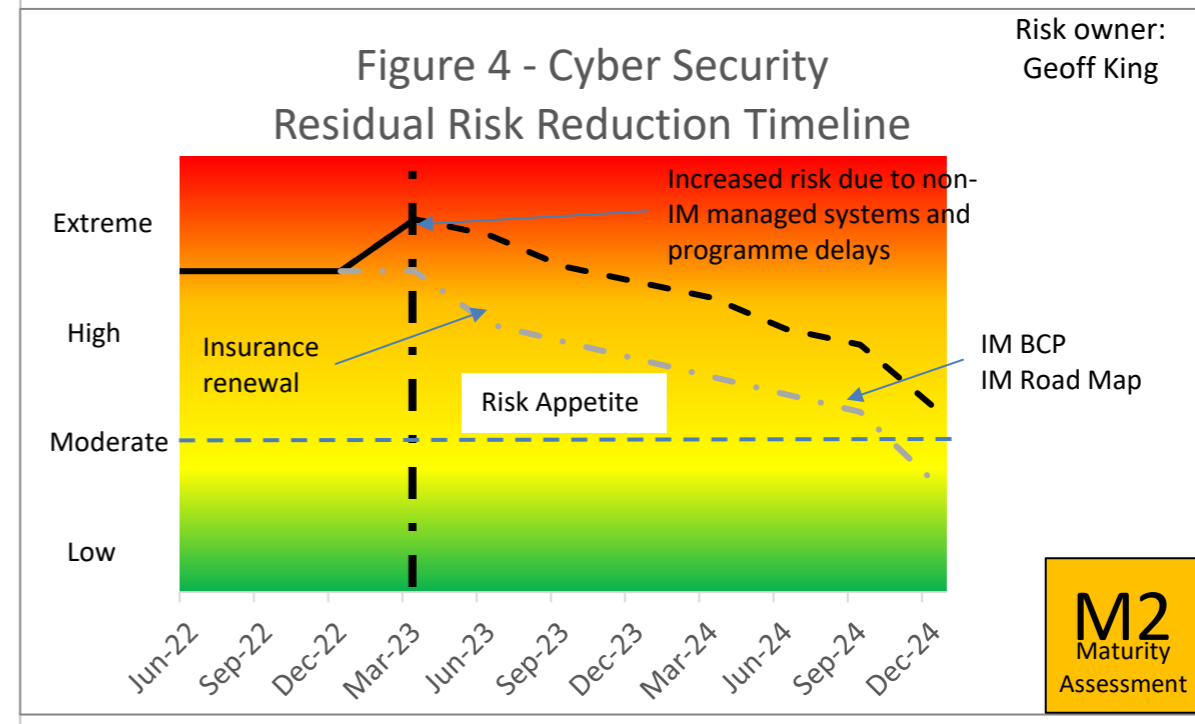 Risk owner:
Geoff King
Figure 4 - Cyber Security
Residual Risk Reduction Timeline
Increased risk due to non-
IM managed systems and
programme delays
Extreme
High
Moderate
Low
Insurance
renewal
Risk Appetite
IM BCP
IM Road Map
Jun-22
Sep-22
Dec-22
Mar-23
Jun-23
Sep-23
Dec-23
Mar-24
Jun-24
Sep-24
Dec-24
M2
Maturity
Assessment